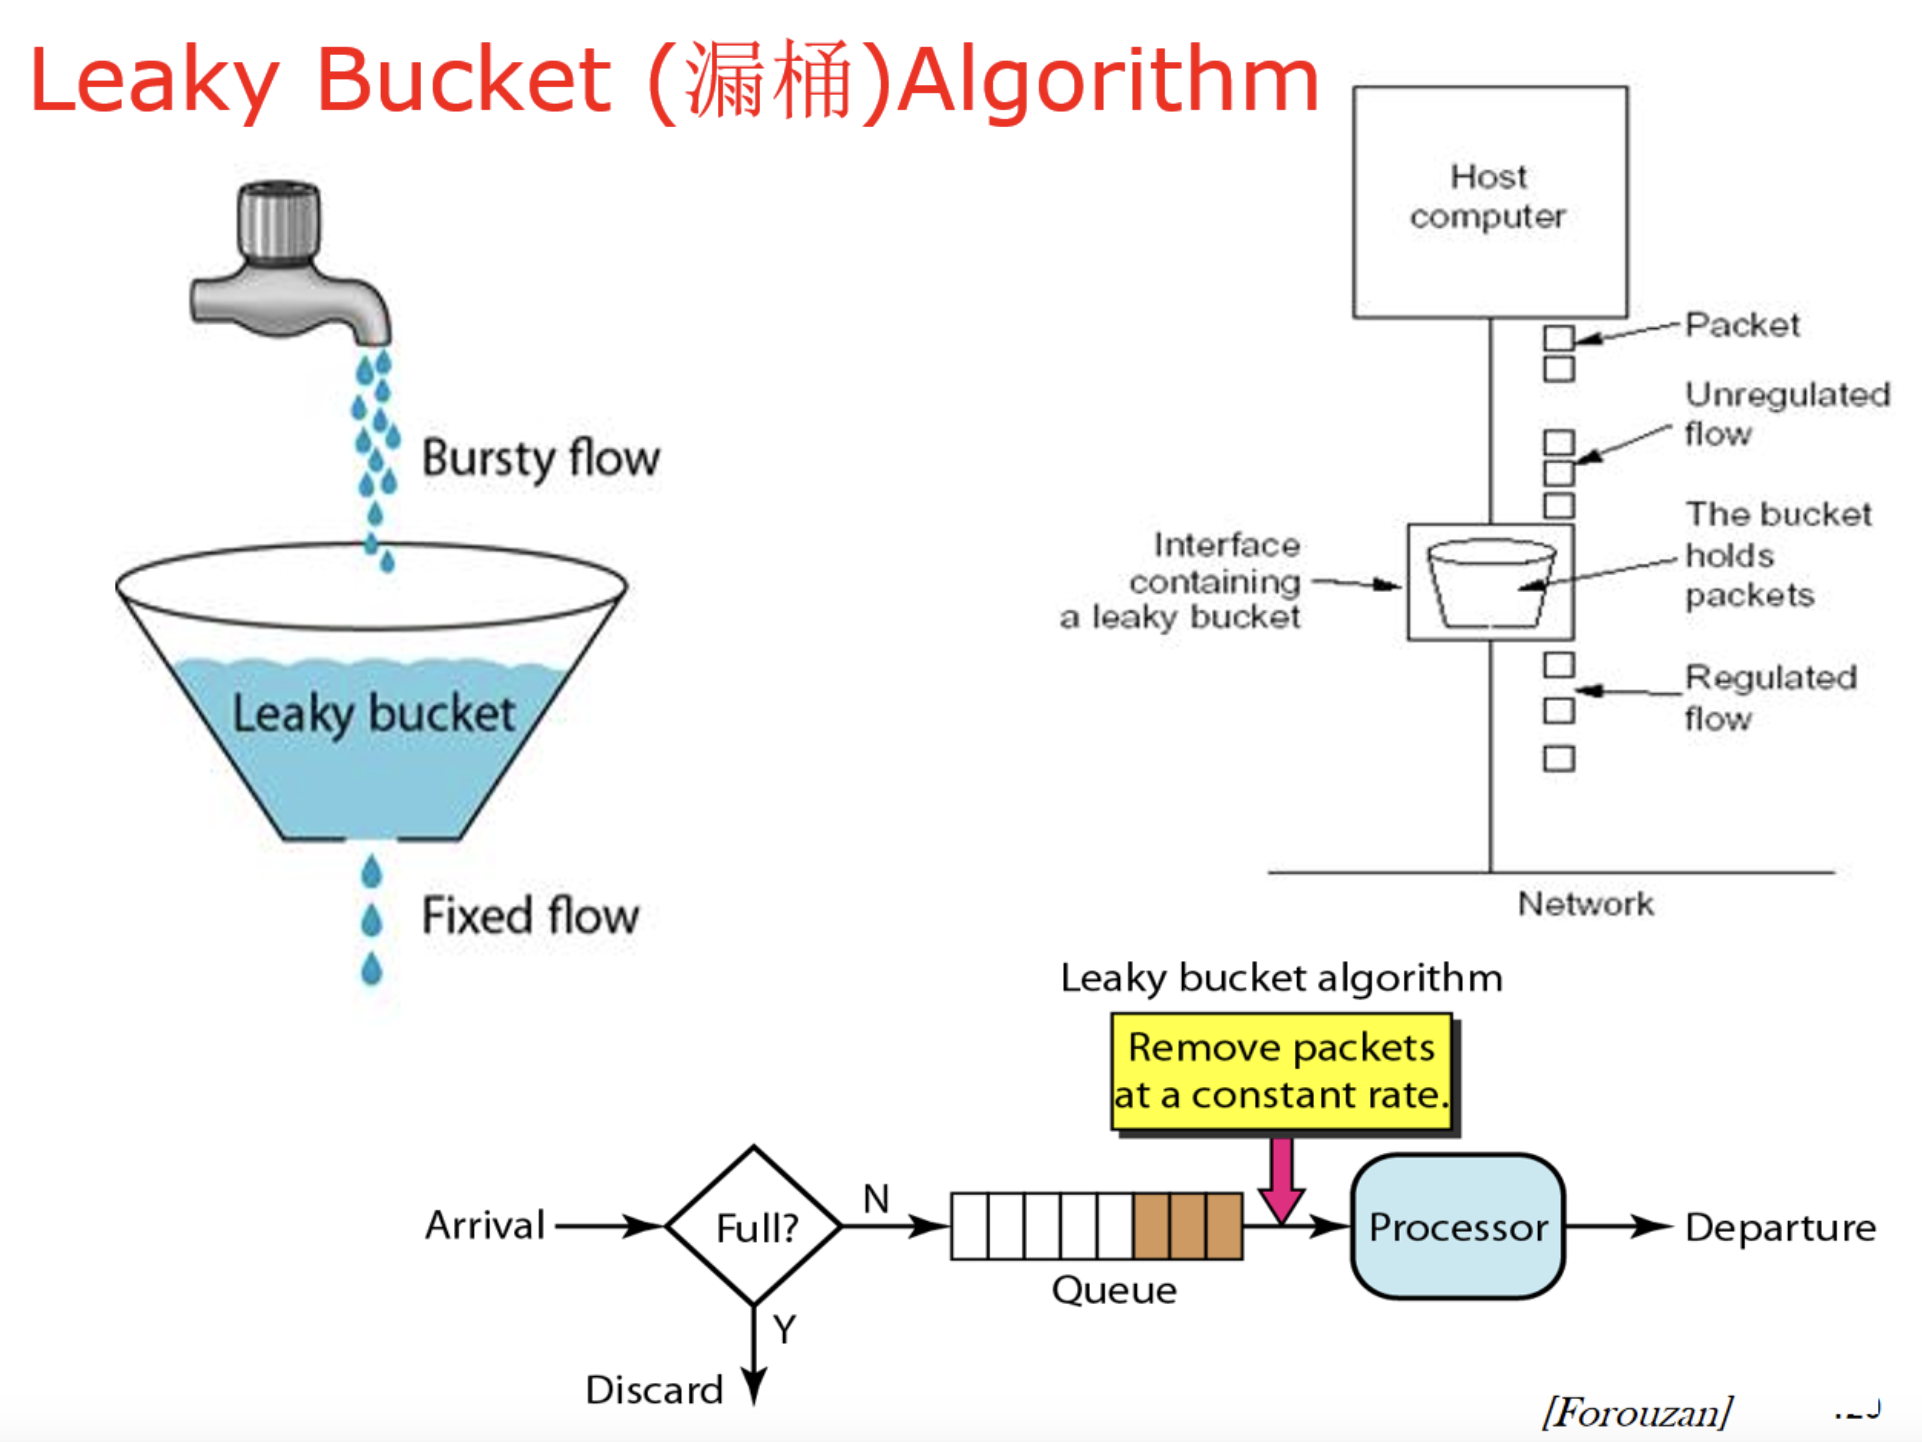 Leaky Bucket (漏桶)Algorithm
Host
computer
Packet
Unregulated
flow
Bursty flow
The bucket
holds
packets
Interface
containing
a leaky bucket
Regulated
flow
Leaky bucket
Fixed flow
Network
Leaky bucket algorithm
Remove packets
at a constant rate.
Arrival
Full?
N
Queue
Processor
Departure
Y
Discard
[Forouzan]